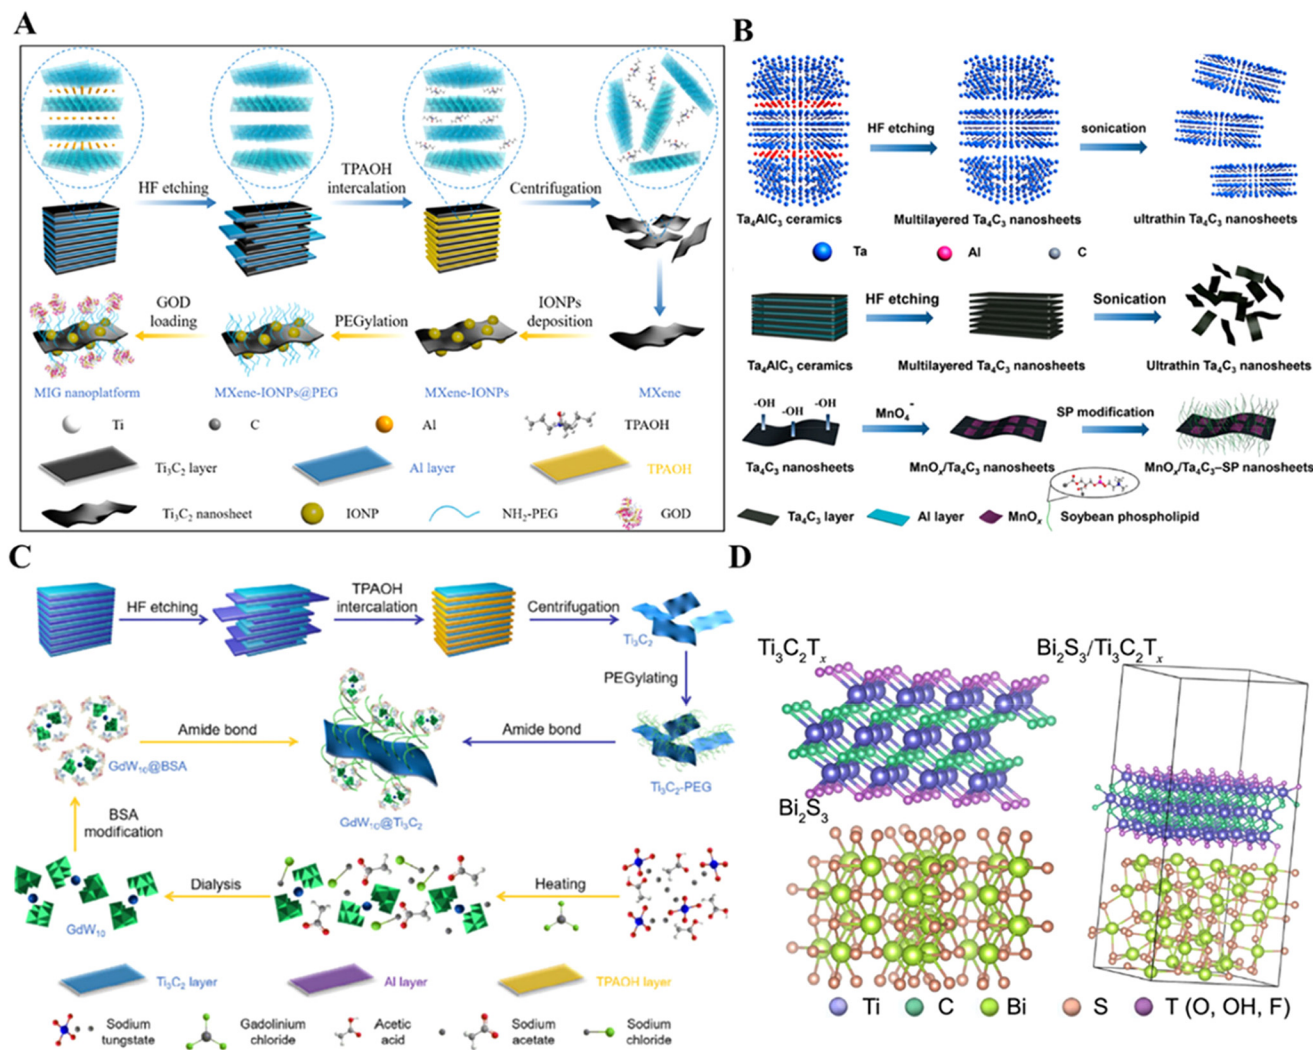 A
HF etching
TPAOH
intercalation
Centrifugation
GOD
loading
PEGylation
IONPs
deposition
MIG nanoplatform
MXene-IONPs@PEG
MXene-IONPs
MXene
Ti
C
Al
TPAOH
Ti₃C₂ layer
Al layer
TPAOH
Ti₃C₂ nanosheet
IONP
NH₂-PEG
GOD
B
HF etching
sonication
Ta₄AlC₃ ceramics
Multilayered Ta₄C₃ nanosheets
ultrathin Ta₄C₃ nanosheets
Ta
Al
C
HF etching
Sonication
Ta₄AlC₃ ceramics
Multilayered Ta₄C₃ nanosheets
Ultrathin Ta₄C₃ nanosheets
-OH
-OH
-OH
MnO₄⁻
SP modification
Ta₄C₃ nanosheets
MnOₓ/Ta₄C₃ nanosheets
MnOₓ/Ta₄C₃–SP nanosheets
Ta₄C₃ layer
Al layer
MnOₓ
Soybean phospholipid
C
HF etching
TPAOH
intercalation
Centrifugation
Ti₃C₂
PEGylating
Amide bond
Amide bond
GdW₁₀@BSA
Ti₃C₂-PEG
GdW₁₀@Ti₃C₂
BSA
modification
Dialysis
Heating
GdW₁₀
Ti₃C₂ layer
Al layer
TPAOH layer
Sodium
tungstate
Gadolinium
chloride
Acetic
acid
Sodium
acetate
Sodium
chloride
D
Ti₃C₂Tₓ
Bi₂S₃/Ti₃C₂Tₓ
Bi₂S₃
Ti
C
Bi
S
T (O, OH, F)